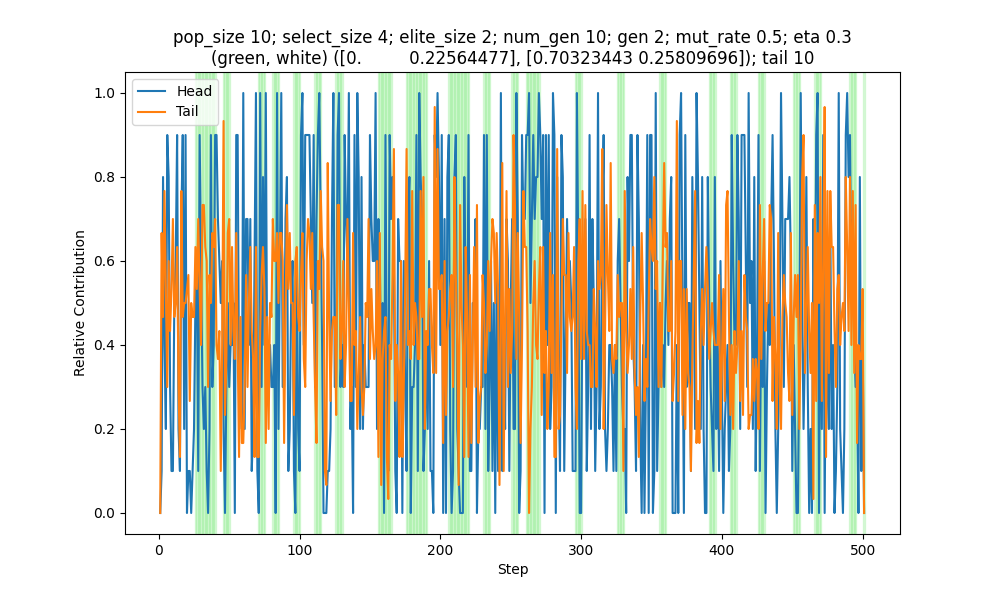 pop_size 10; select_size 4; elite_size 2; num_gen 10; gen 2; mut_rate 0.5; eta 0.3
(green, white) ([0.         0.22564477], [0.70323443 0.25809696]); tail 10
Head
Tail
1.0
0.8
0.6
0.4
0.2
0.0
Relative Contribution
0
100
200
300
400
500
Step